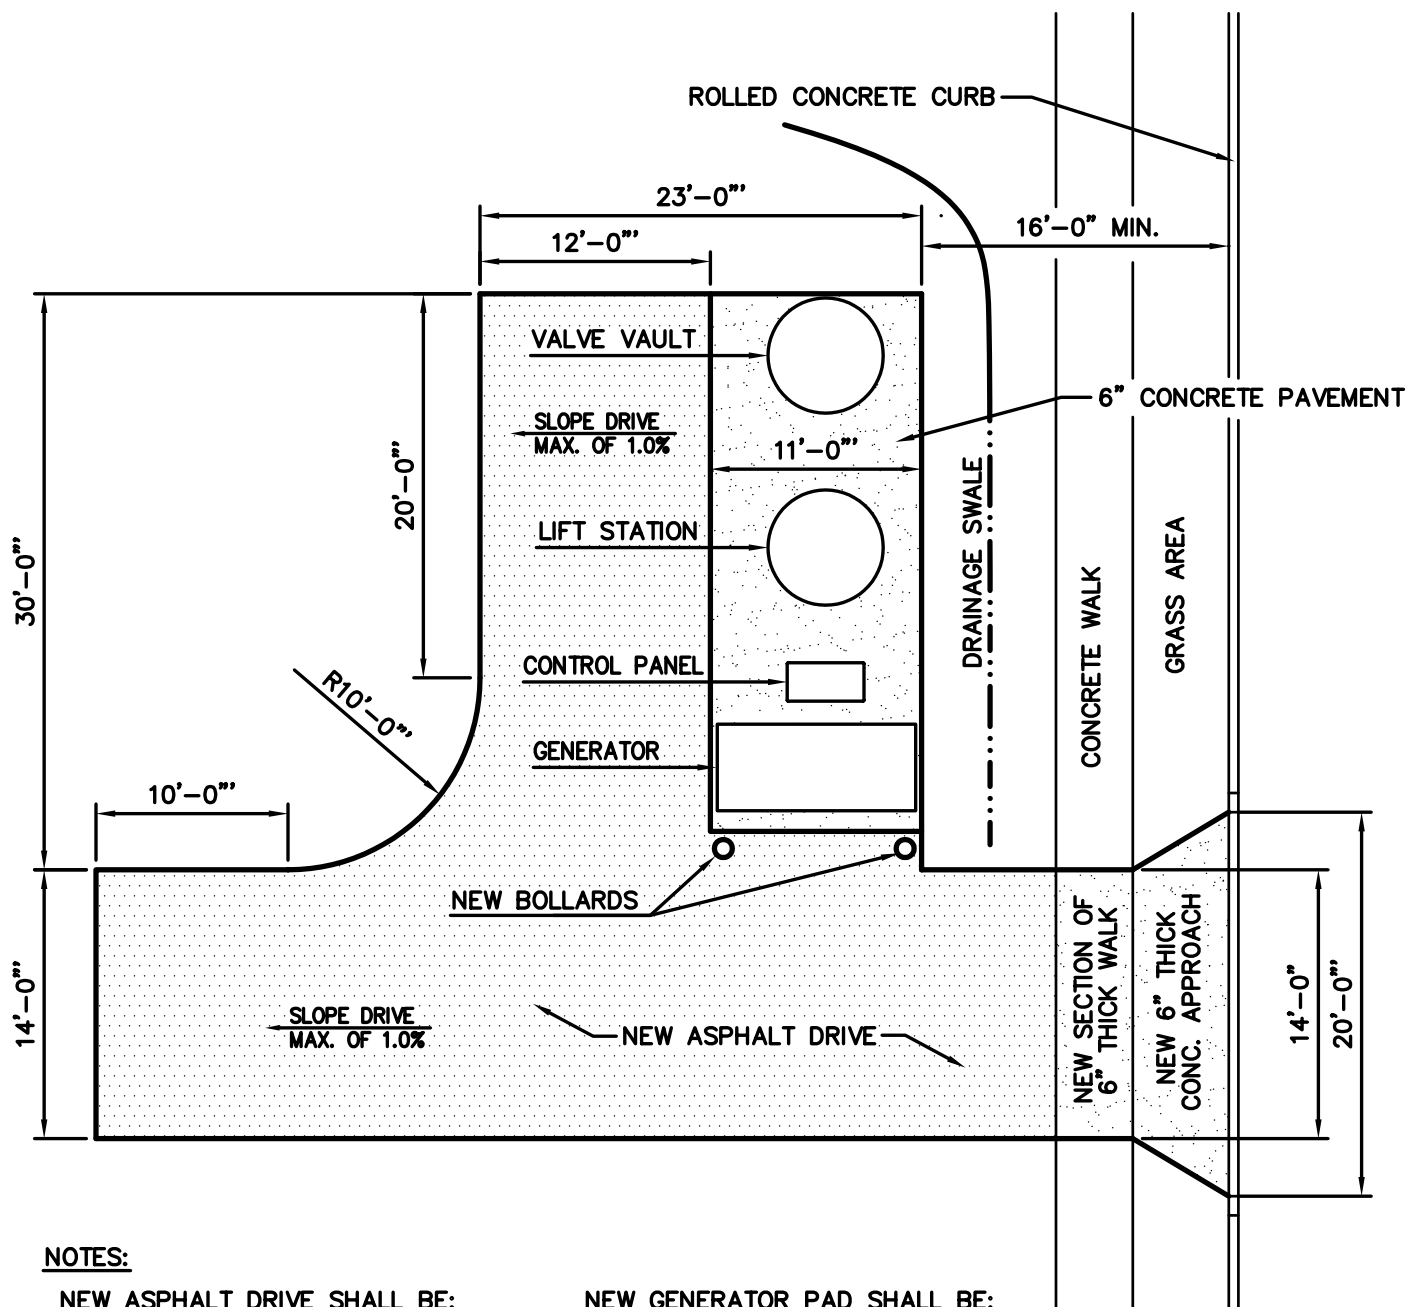 ROLLED CONCRETE CURB
23'-0"'
16'-0" MIN.
12'-0"'
VALVE VAULT
6" CONCRETE PAVEMENT
SLOPE DRIVE
MAX. OF 1.0%
11'-0"'
20'-0"'
LIFT STATION
DRAINAGE SWALE
CONCRETE WALK
GRASS AREA
30'-0"'
CONTROL PANEL
R10'-0"'
GENERATOR
10'-0"'
NEW BOLLARDS
NEW SECTION OF
6" THICK WALK
NEW 6" THICK
CONC. APPROACH
14'-0"'
14'-0"
20'-0"'
SLOPE DRIVE
MAX. OF 1.0%
NEW ASPHALT DRIVE
NOTES:
NEW ASPHALT DRIVE SHALL BE:
NEW GENERATOR PAD SHALL BE: